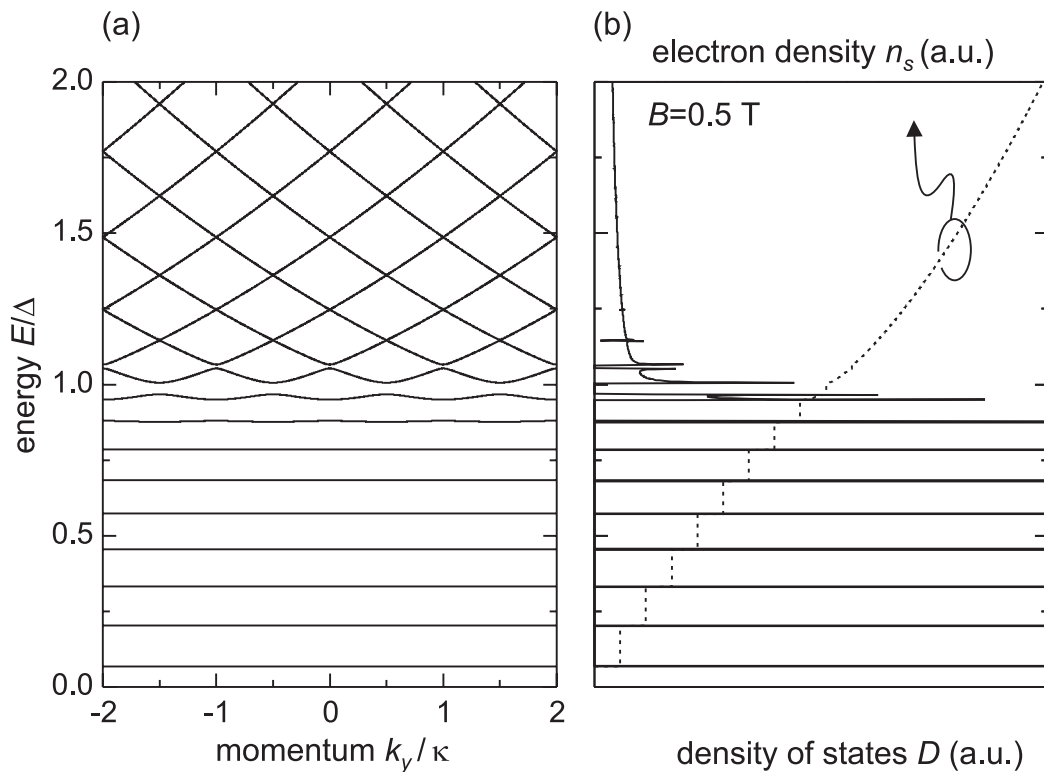 (a)
(b)
electron density n_s (a.u.)
B=0.5 T
energy E/Δ
2.0
1.5
1.0
0.5
0.0
-2
-1
0
1
2
momentum k_y/κ
density of states D (a.u.)